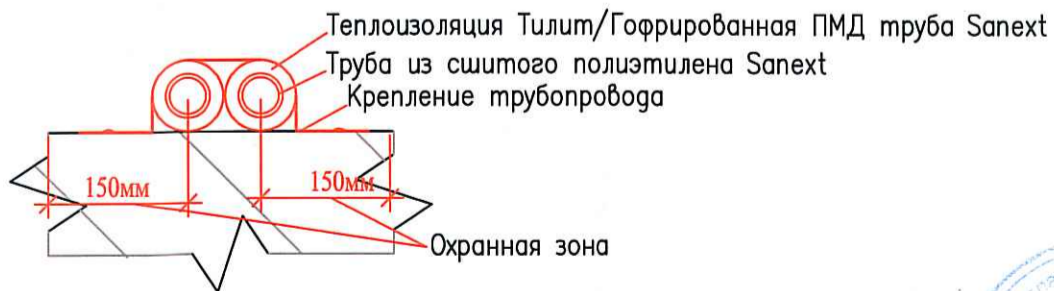 Теплоизоляция Тилит/Гофрированная ПМД труба Sanext
Труба из сшитого полиэтилена Sanext
Крепление трубопровода
150мм
150мм
Охранная зона